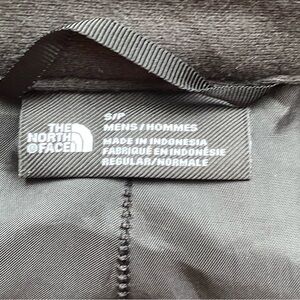 THE
NORTH
FACE
S/P
MENS / HOMMES
MADE IN INDONESIA
FABRIQUÉ EN INDONÉSIE
REGULAR/NORMALE